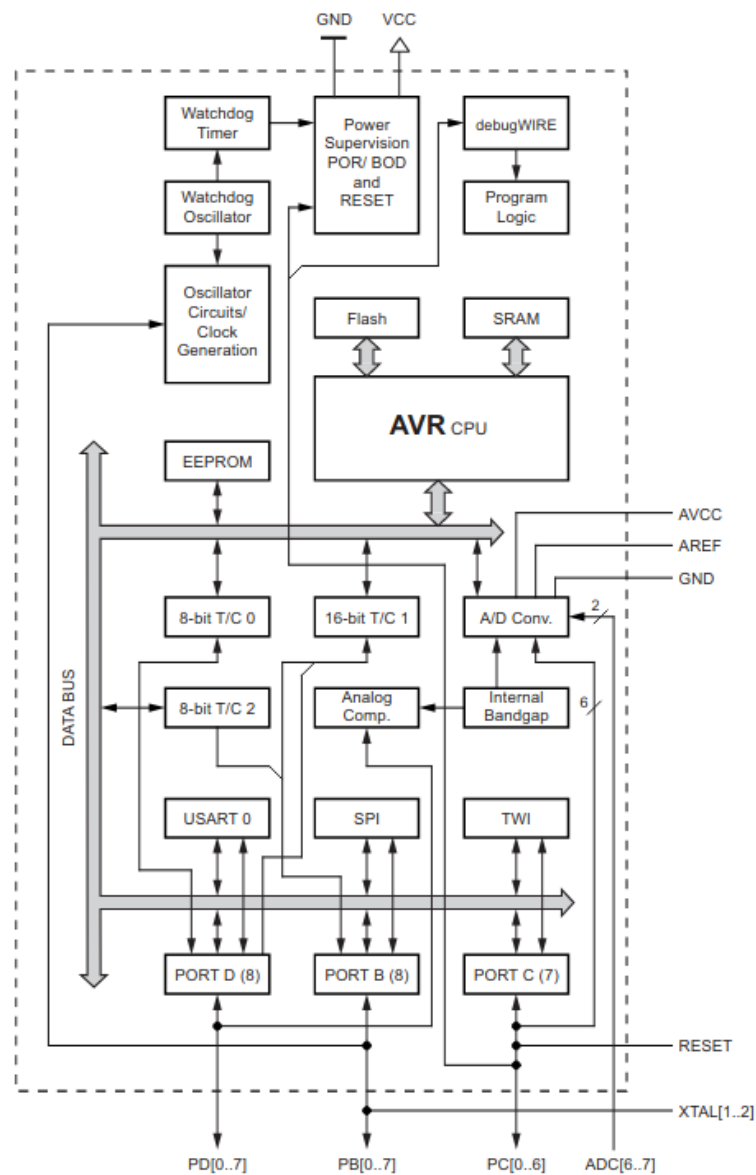 GND VCC
Watchdog
Timer
Power
Supervision
POR/ BOD
and
RESET
debugWIRE
Watchdog
Oscillator
Program
Logic
Oscillator
Circuits/
Clock
Generation
Flash
SRAM
AVR CPU
EEPROM
AVCC
AREF
GND
2
8-bit T/C 0
16-bit T/C 1
A/D Conv.
8-bit T/C 2
Analog
Comp.
Internal
Bandgap
6
DATA BUS
USART 0
SPI
TWI
PORT D (8)
PORT B (8)
PORT C (7)
RESET
XTAL[1..2]
PD[0..7] PB[0..7] PC[0..6] ADC[6..7]